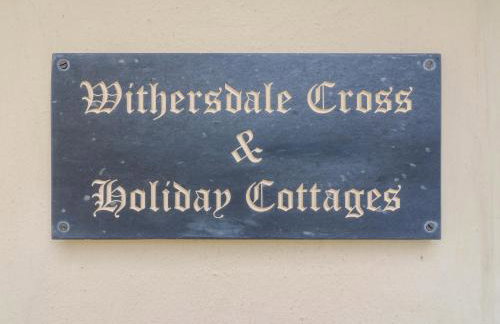 Withersdale Cross
&
Holiday Cottages